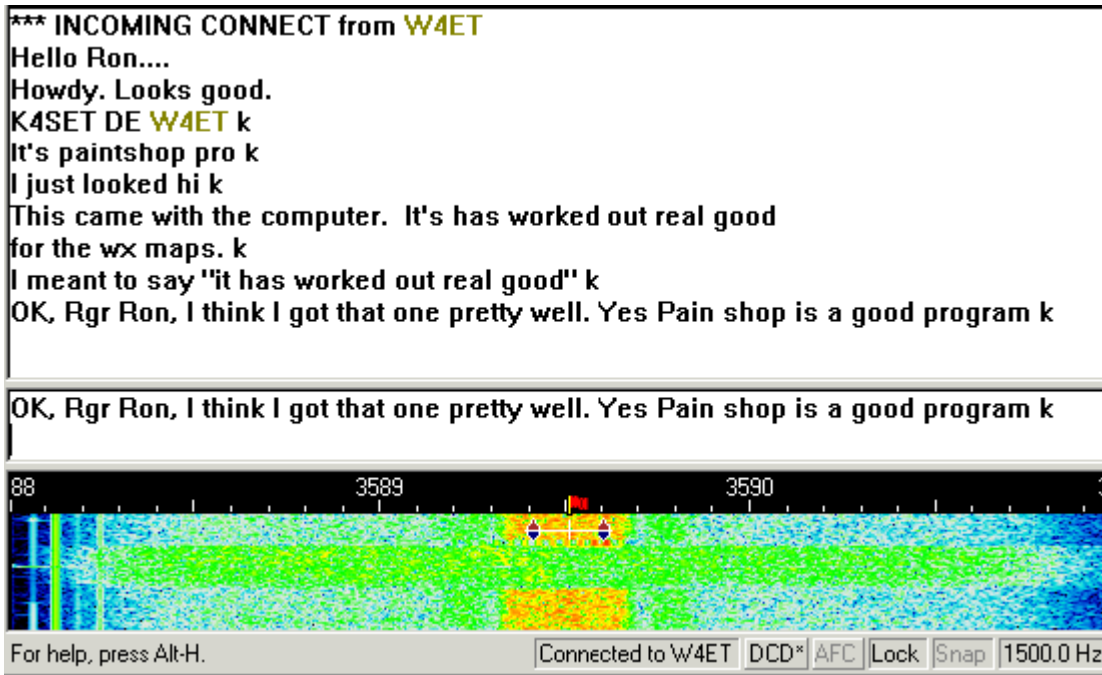 *** INCOMING CONNECT from W4ET
Hello Ron....
Howdy. Looks good.
K4SET DE W4ET k
It's paintshop pro k
I just looked hi k
This came with the computer.  It's has worked out real good
for the wx maps. k
I meant to say "it has worked out real good" k
OK, Rgr Ron, I think I got that one pretty well. Yes Pain shop is a good program k
OK, Rgr Ron, I think I got that one pretty well. Yes Pain shop is a good program k
88 3589 3590
For help, press Alt-H. Connected to W4ET DCD* AFC Lock Snap 1500.0 Hz